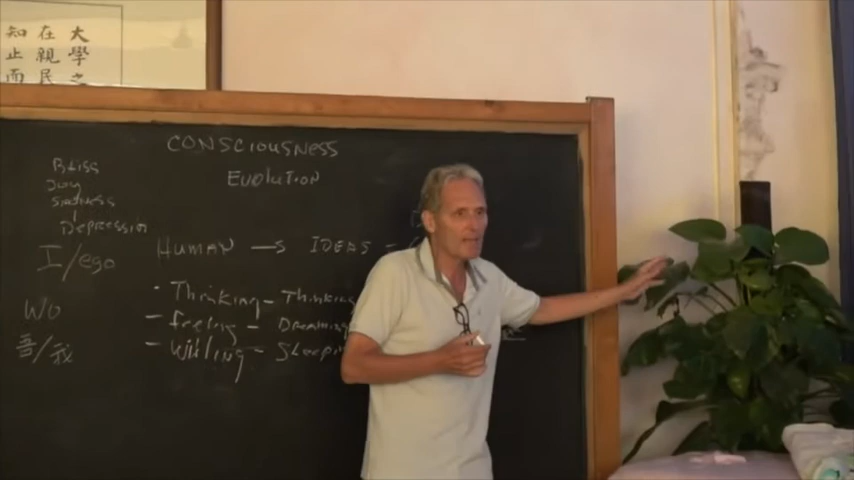 大學之
在親民
知止而
CONSCIOUSNESS
EVOLUTION
Bliss
Joy
Sadness
Depression
I/ego
HUMAN → IDEAS -
· Thinking - Thinking
- feeling - Dreaming
- Willing - Sleepin
Wo
吾/我